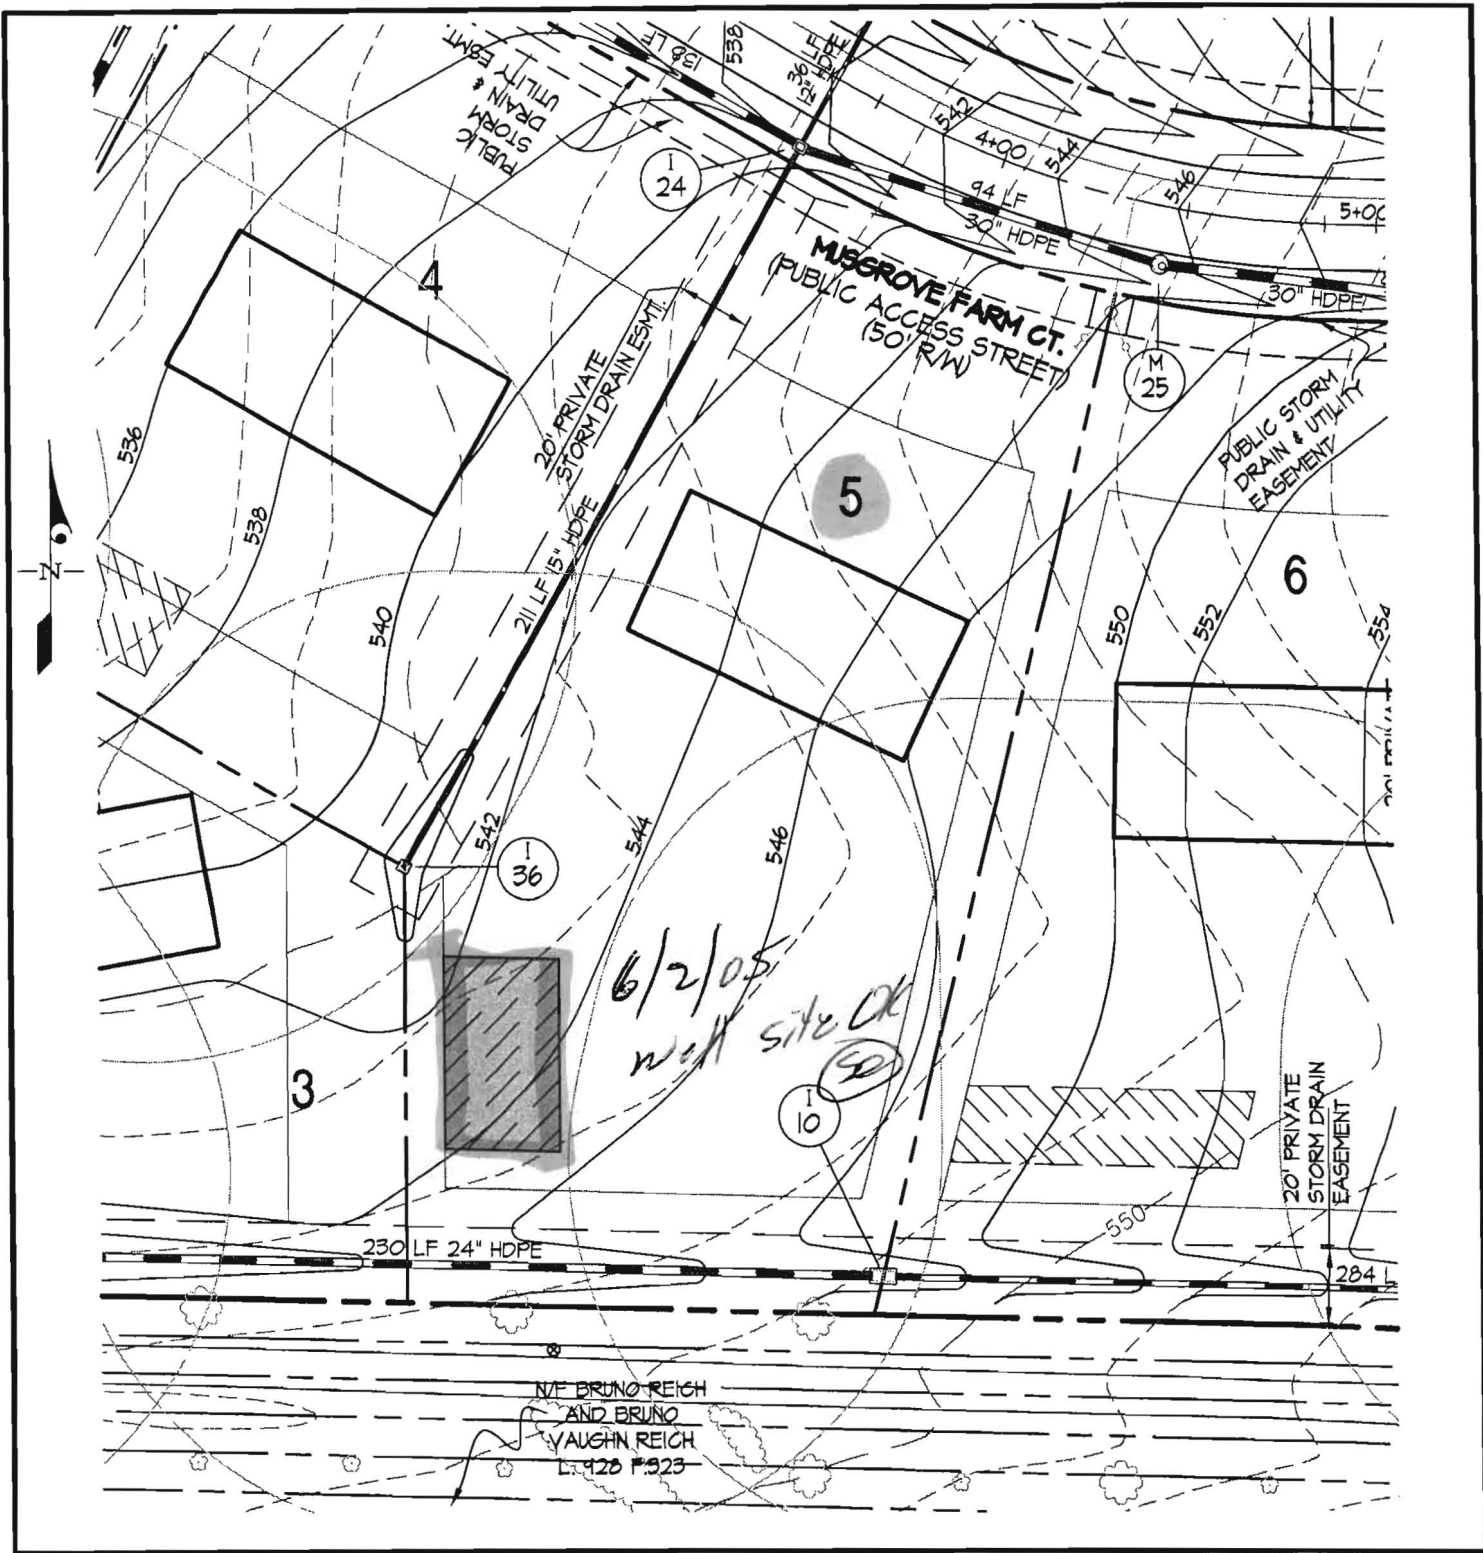 138 LF
538
36 LF
12" HDPE
PUBLIC
STORM
DRAIN &
UTILITY ESMT.
I
24
542
4+00
544
546
5+00
94 LF
30" HDPE
30" HDPE
MUSGROVE FARM CT.
(PUBLIC ACCESS STREET)
(50' R/W)
M
25
4
20' PRIVATE
STORM DRAIN ESMT.
PUBLIC STORM
DRAIN & UTILITY
EASEMENT
536
538
540
211 LF 15" HDPE
5
6
N
550
552
554
542
544
546
I
36
6/2/05
well site OK
3
I
10
20' PRIVATE
STORM DRAIN
EASEMENT
550
230 LF 24" HDPE
284 L
N/F BRUNO REICH
AND BRUNO
VAUGHN REICH
L. 928 F.323